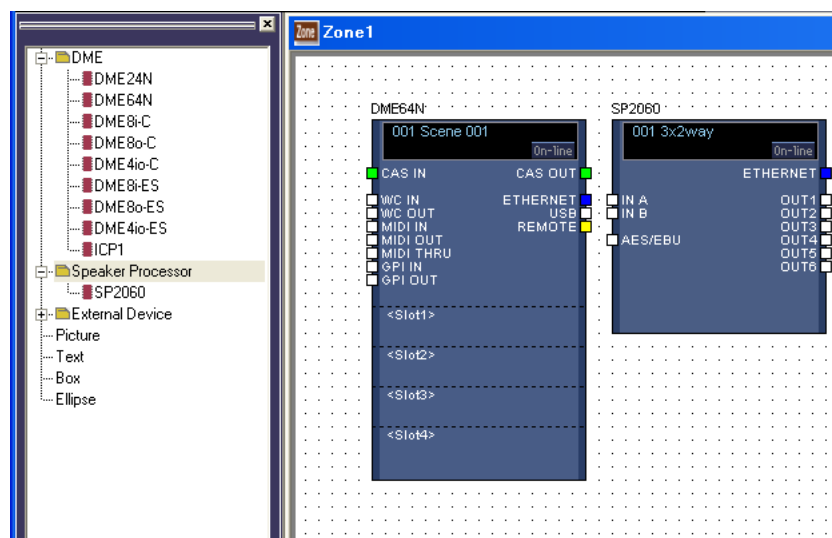 Zone Zone1
DME
DME24N
DME64N
DME8i-C
DME8o-C
DME4io-C
DME8i-ES
DME8o-ES
DME4io-ES
ICP1
Speaker Processor
SP2060
External Device
Picture
Text
Box
Ellipse
DME64N
001 Scene 001
On-line
CAS IN CAS OUT
WC IN ETHERNET
WC OUT USB
MIDI IN REMOTE
MIDI OUT
MIDI THRU
GPI IN
GPI OUT
<Slot1>
<Slot2>
<Slot3>
<Slot4>
SP2060
001 3x2way
On-line
ETHERNET
IN A OUT1
IN B OUT2
OUT3
AES/EBU OUT4
OUT5
OUT6